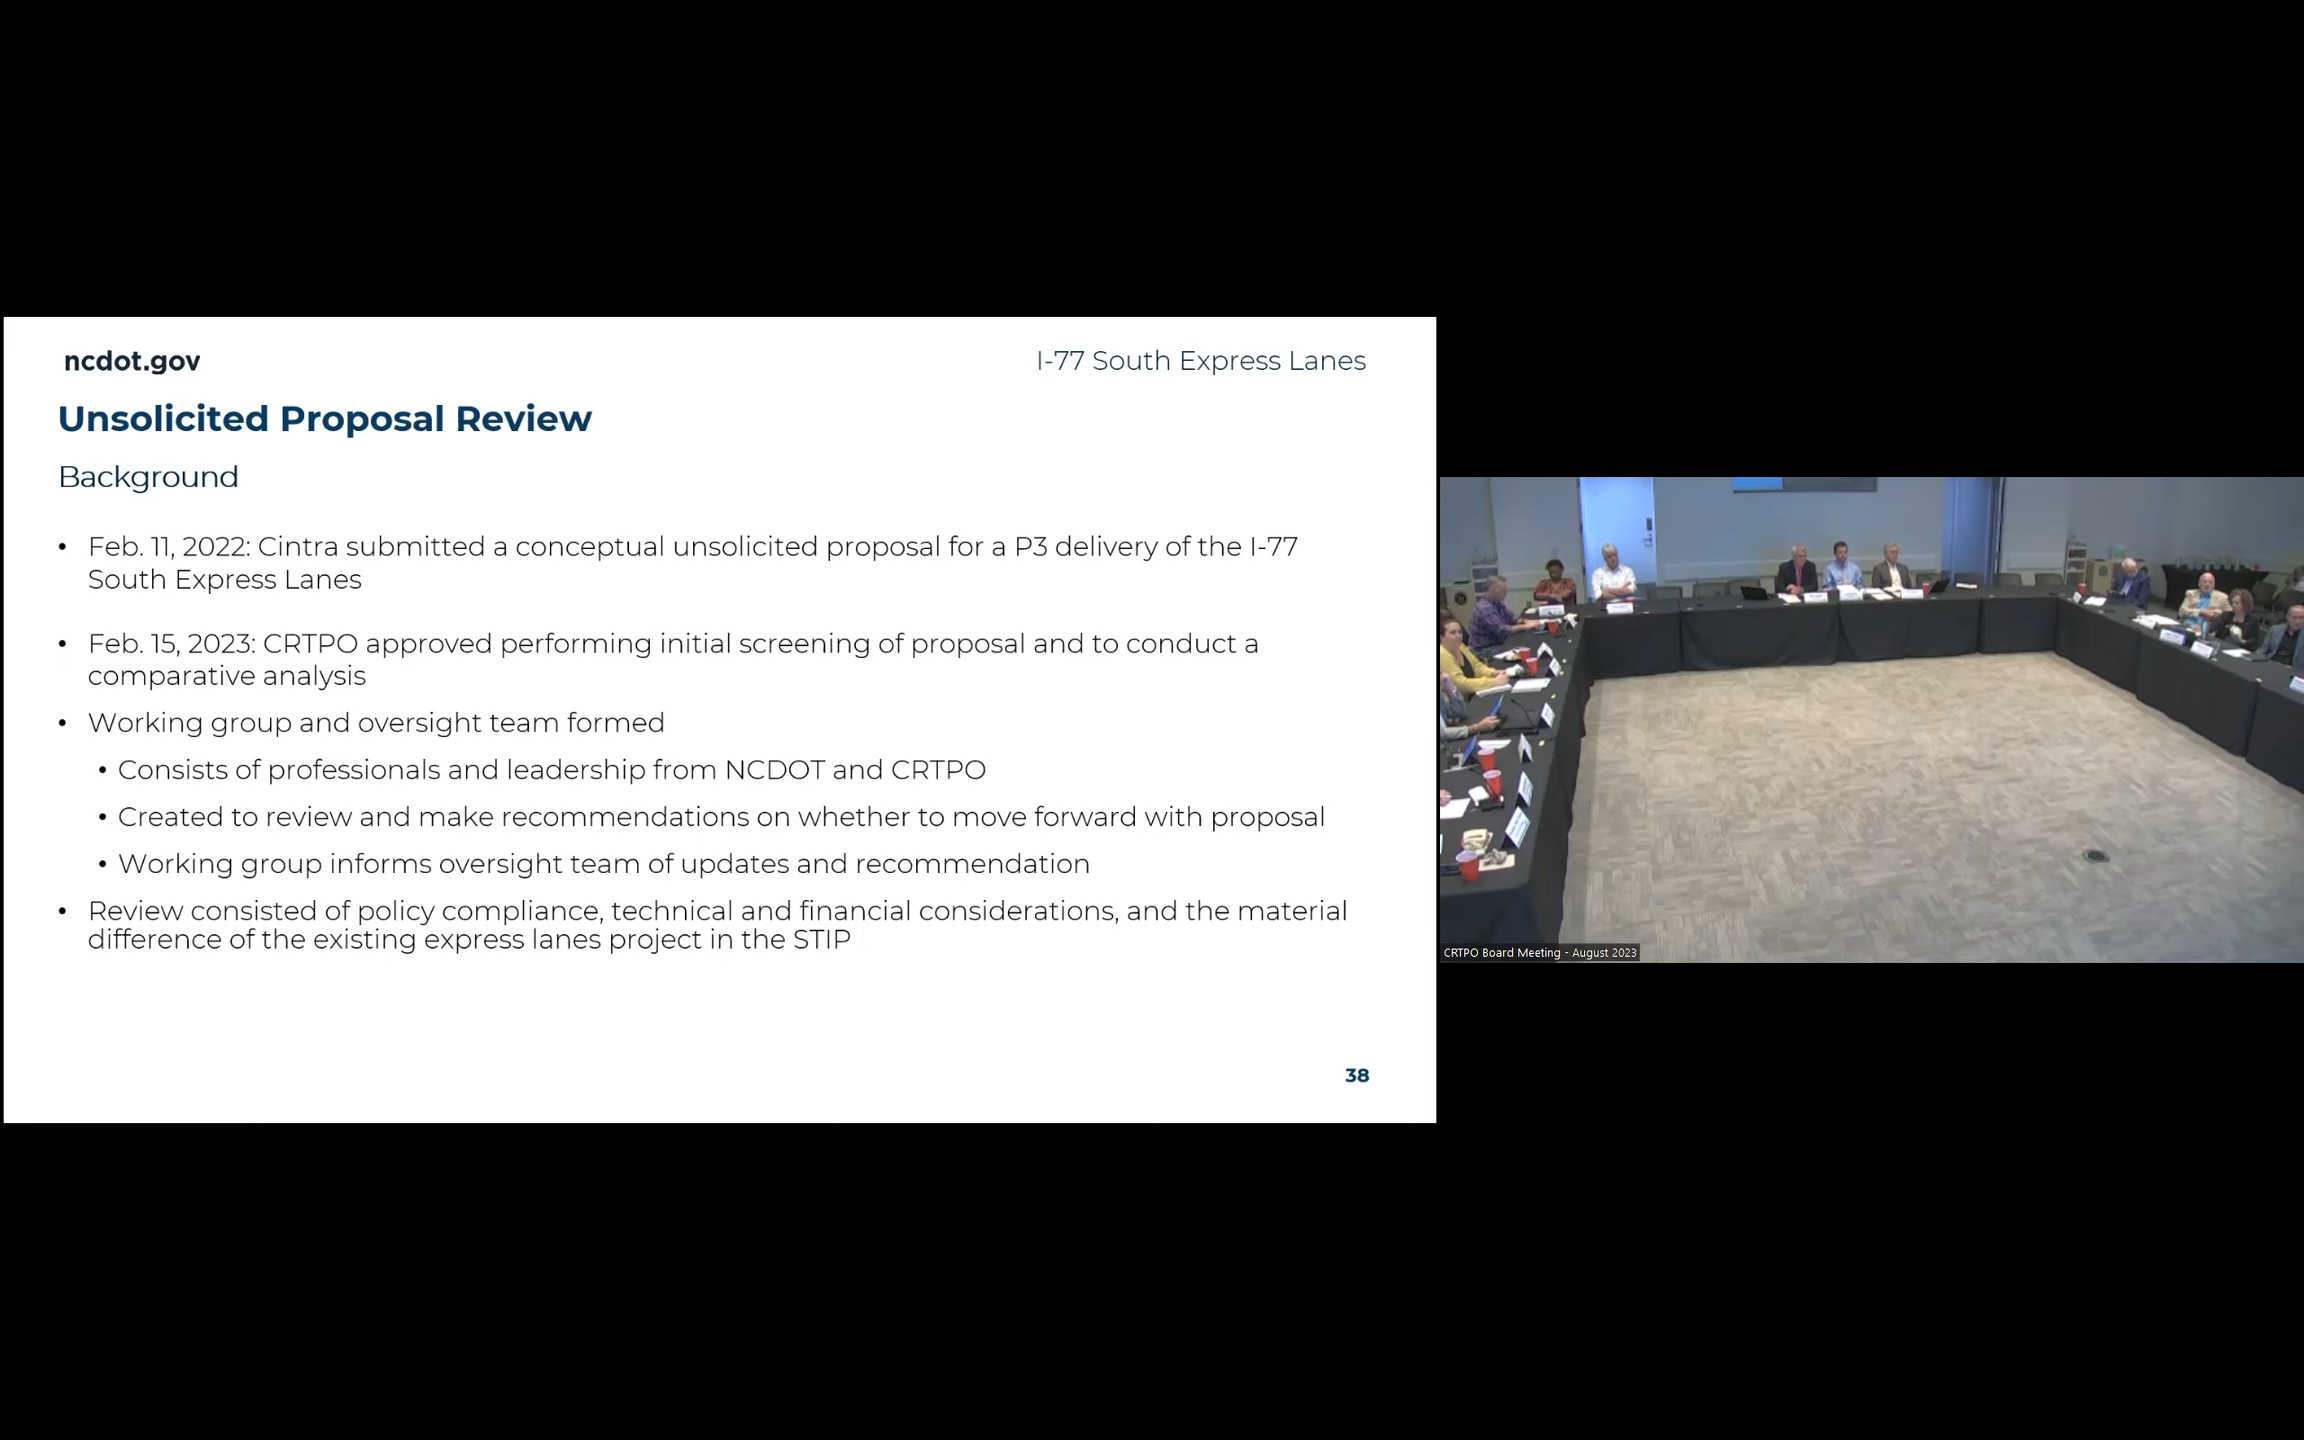 ncdot.gov
I-77 South Express Lanes
Unsolicited Proposal Review
Background
• Feb. 11, 2022: Cintra submitted a conceptual unsolicited proposal for a P3 delivery of the I-77
South Express Lanes
• Feb. 15, 2023: CRTPO approved performing initial screening of proposal and to conduct a
comparative analysis
• Working group and oversight team formed
• Consists of professionals and leadership from NCDOT and CRTPO
• Created to review and make recommendations on whether to move forward with proposal
• Working group informs oversight team of updates and recommendation
• Review consisted of policy compliance, technical and financial considerations, and the material
difference of the existing express lanes project in the STIP
38
CRTPO Board Meeting - August 2023